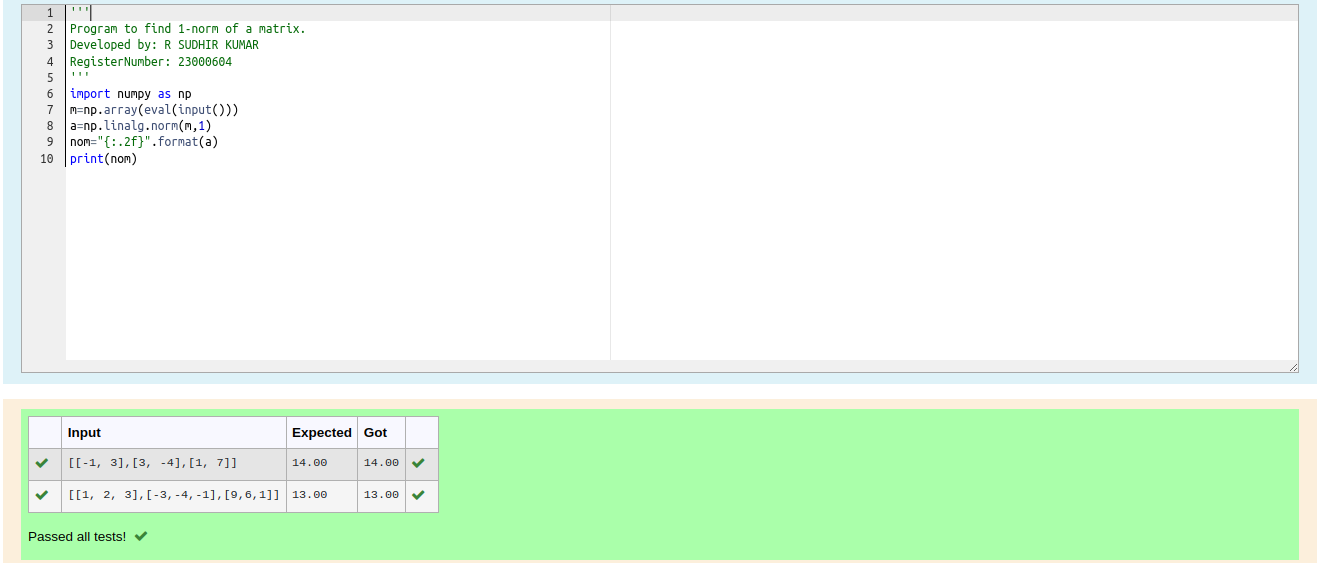 1 '''
2 Program to find 1-norm of a matrix.
3 Developed by: R SUDHIR KUMAR
4 RegisterNumber: 23000604
5 '''
6 import numpy as np
7 m=np.array(eval(input()))
8 a=np.linalg.norm(m,1)
9 nom="{:.2f}".format(a)
10 print(nom)
Input Expected Got
[[-1, 3],[3, -4],[1, 7]] 14.00 14.00
[[1, 2, 3],[-3,-4,-1],[9,6,1]] 13.00 13.00
Passed all tests!